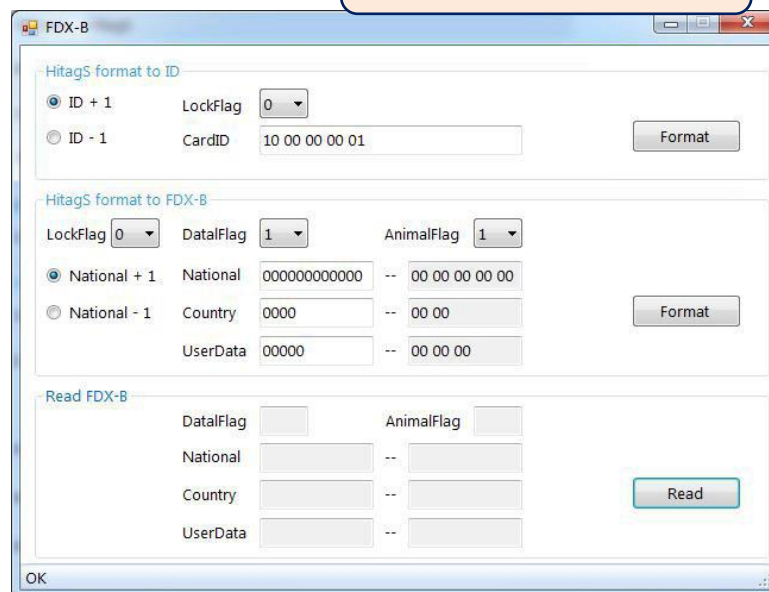 FDX-B
HitagS format to ID
ID + 1 LockFlag 0
ID - 1 CardID 10 00 00 00 01 Format
HitagS format to FDX-B
LockFlag 0 DatalFlag 1 AnimalFlag 1
National + 1 National 000000000000 -- 00 00 00 00 00
National - 1 Country 0000 -- 00 00 Format
UserData 00000 -- 00 00 00
Read FDX-B
DatalFlag AnimalFlag
National --
Country -- Read
UserData --
OK